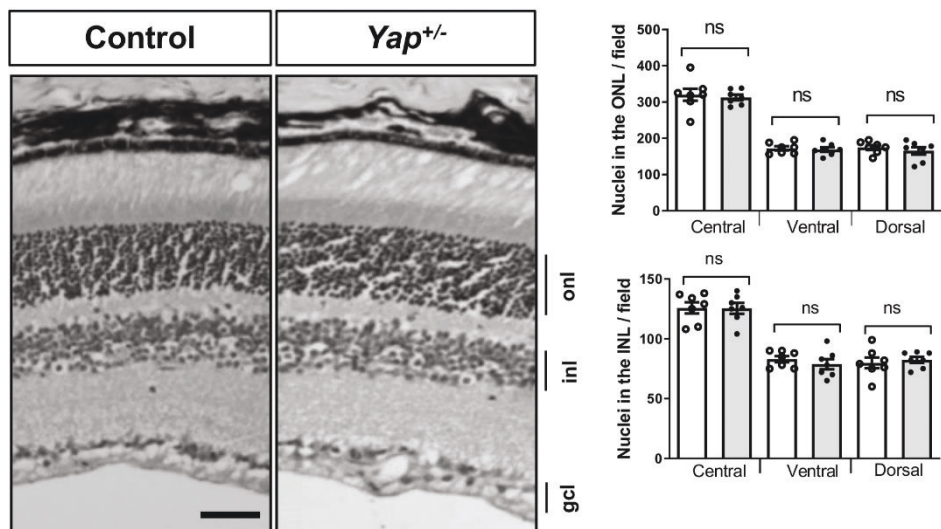 Control
Yap+/-
onl
inl
gcl
Nuclei in the ONL / field
500
400
300
200
100
0
ns
ns
ns
Central
Ventral
Dorsal
Nuclei in the INL / field
150
100
50
0
ns
ns
ns
Central
Ventral
Dorsal